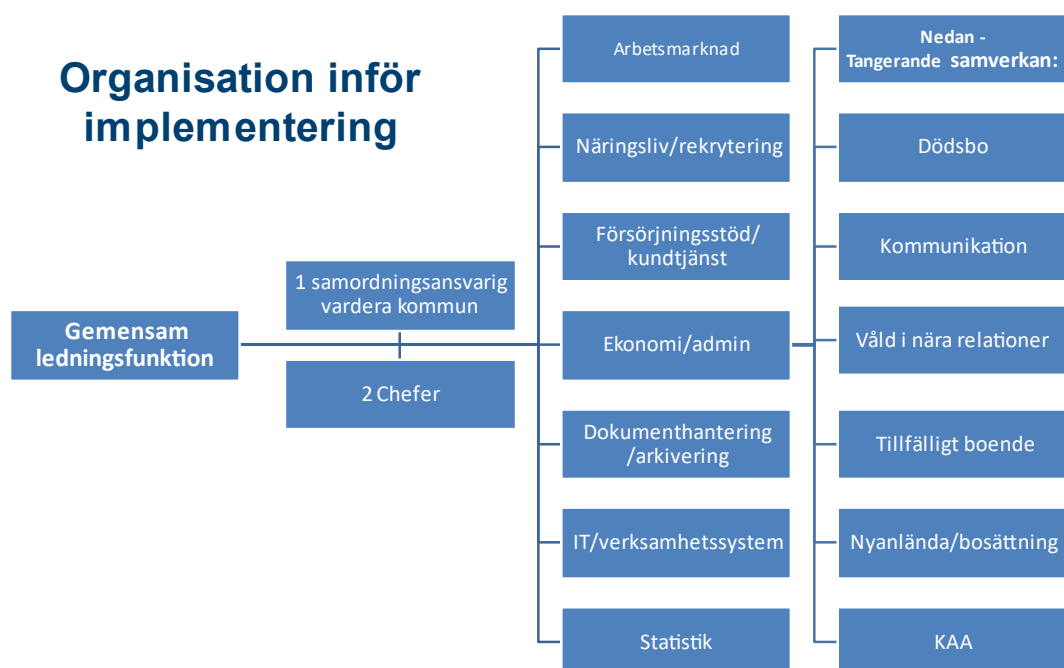 Organisation inför
implementering
Gemensam
ledningsfunktion
1 samordningsansvarig
vardera kommun
2 Chefer
Arbetsmarknad
Näringsliv/rekrytering
Försörjningsstöd/
kundtjänst
Ekonomi/admin
Dokumenthantering
/arkivering
IT/verksamhetssystem
Statistik
Nedan -
Tangerande samverkan:
Dödsbo
Kommunikation
Våld i nära relationer
Tillfälligt boende
Nyanlända/bosättning
KAA